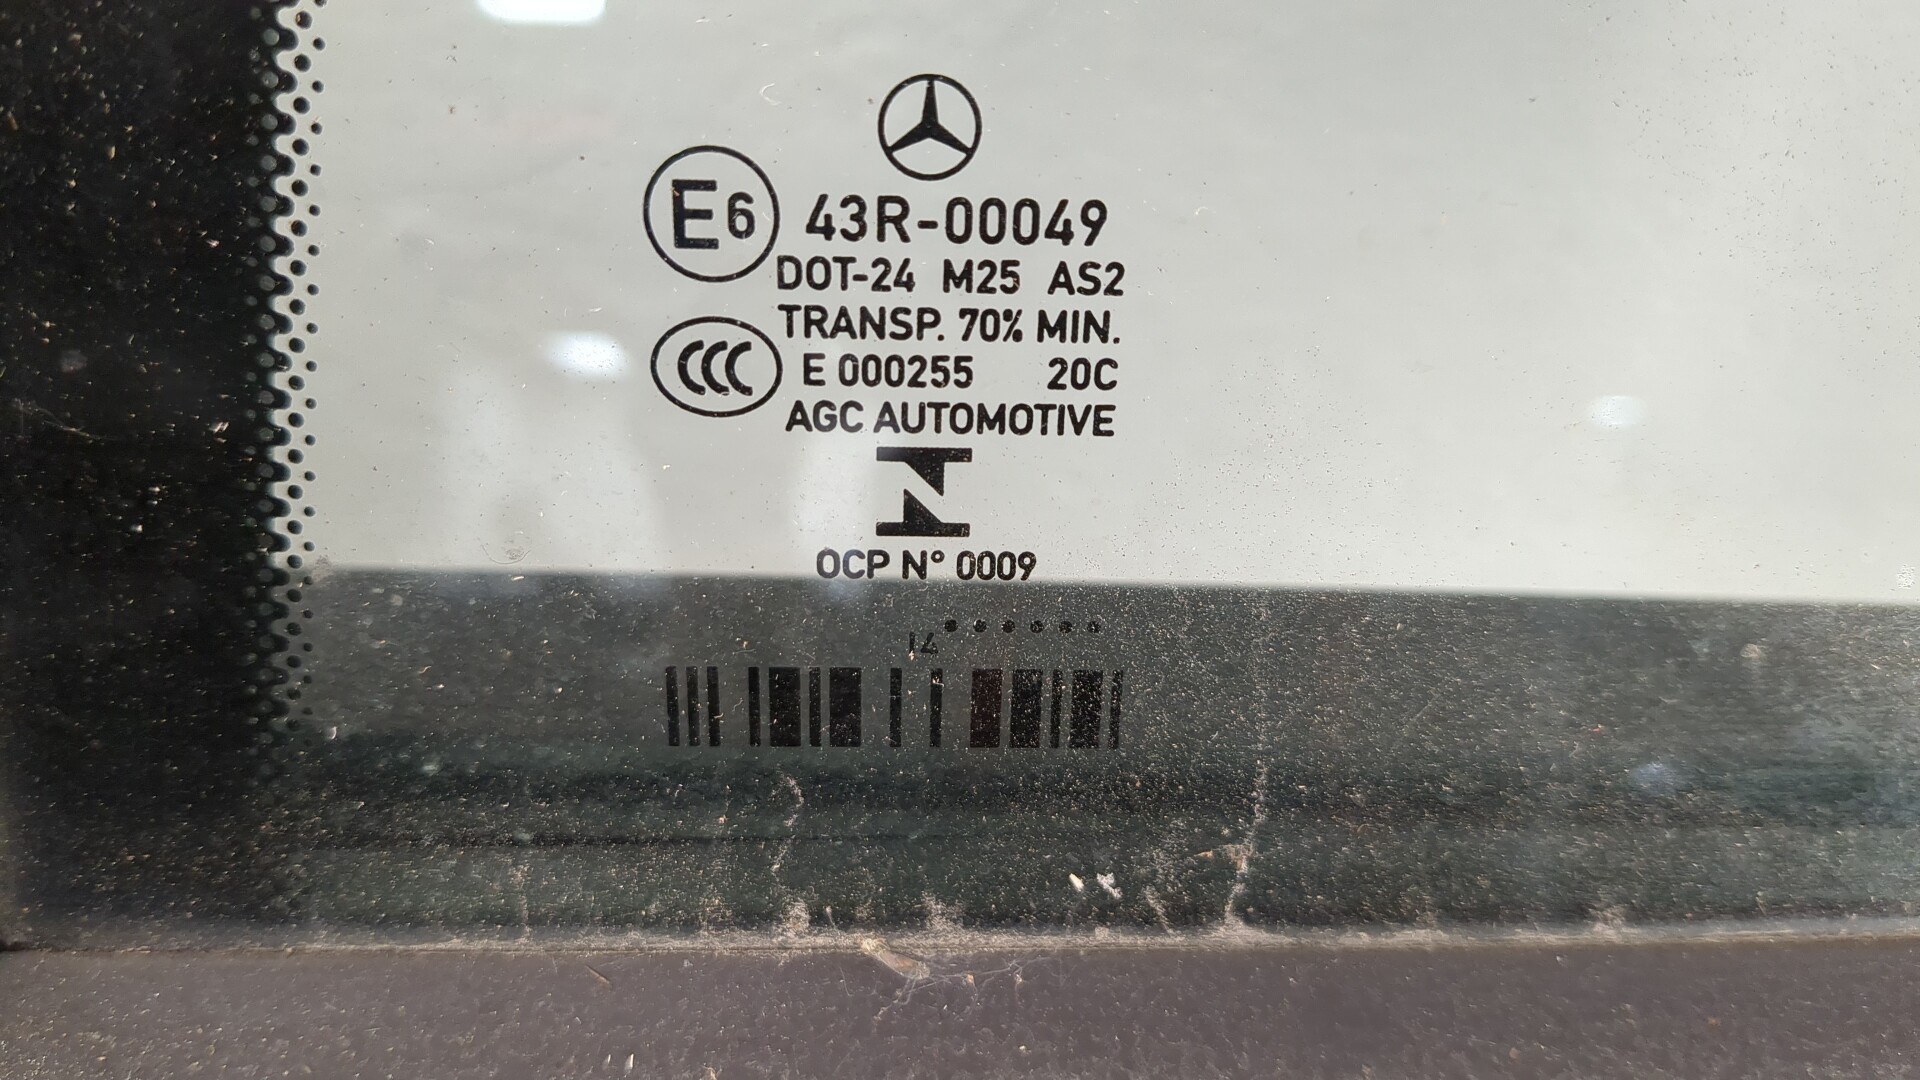 E6 43R-00049
DOT-24 M25 AS2
TRANSP. 70% MIN.
CCC E 000255 20C
AGC AUTOMOTIVE
N
OCP N° 0009
14